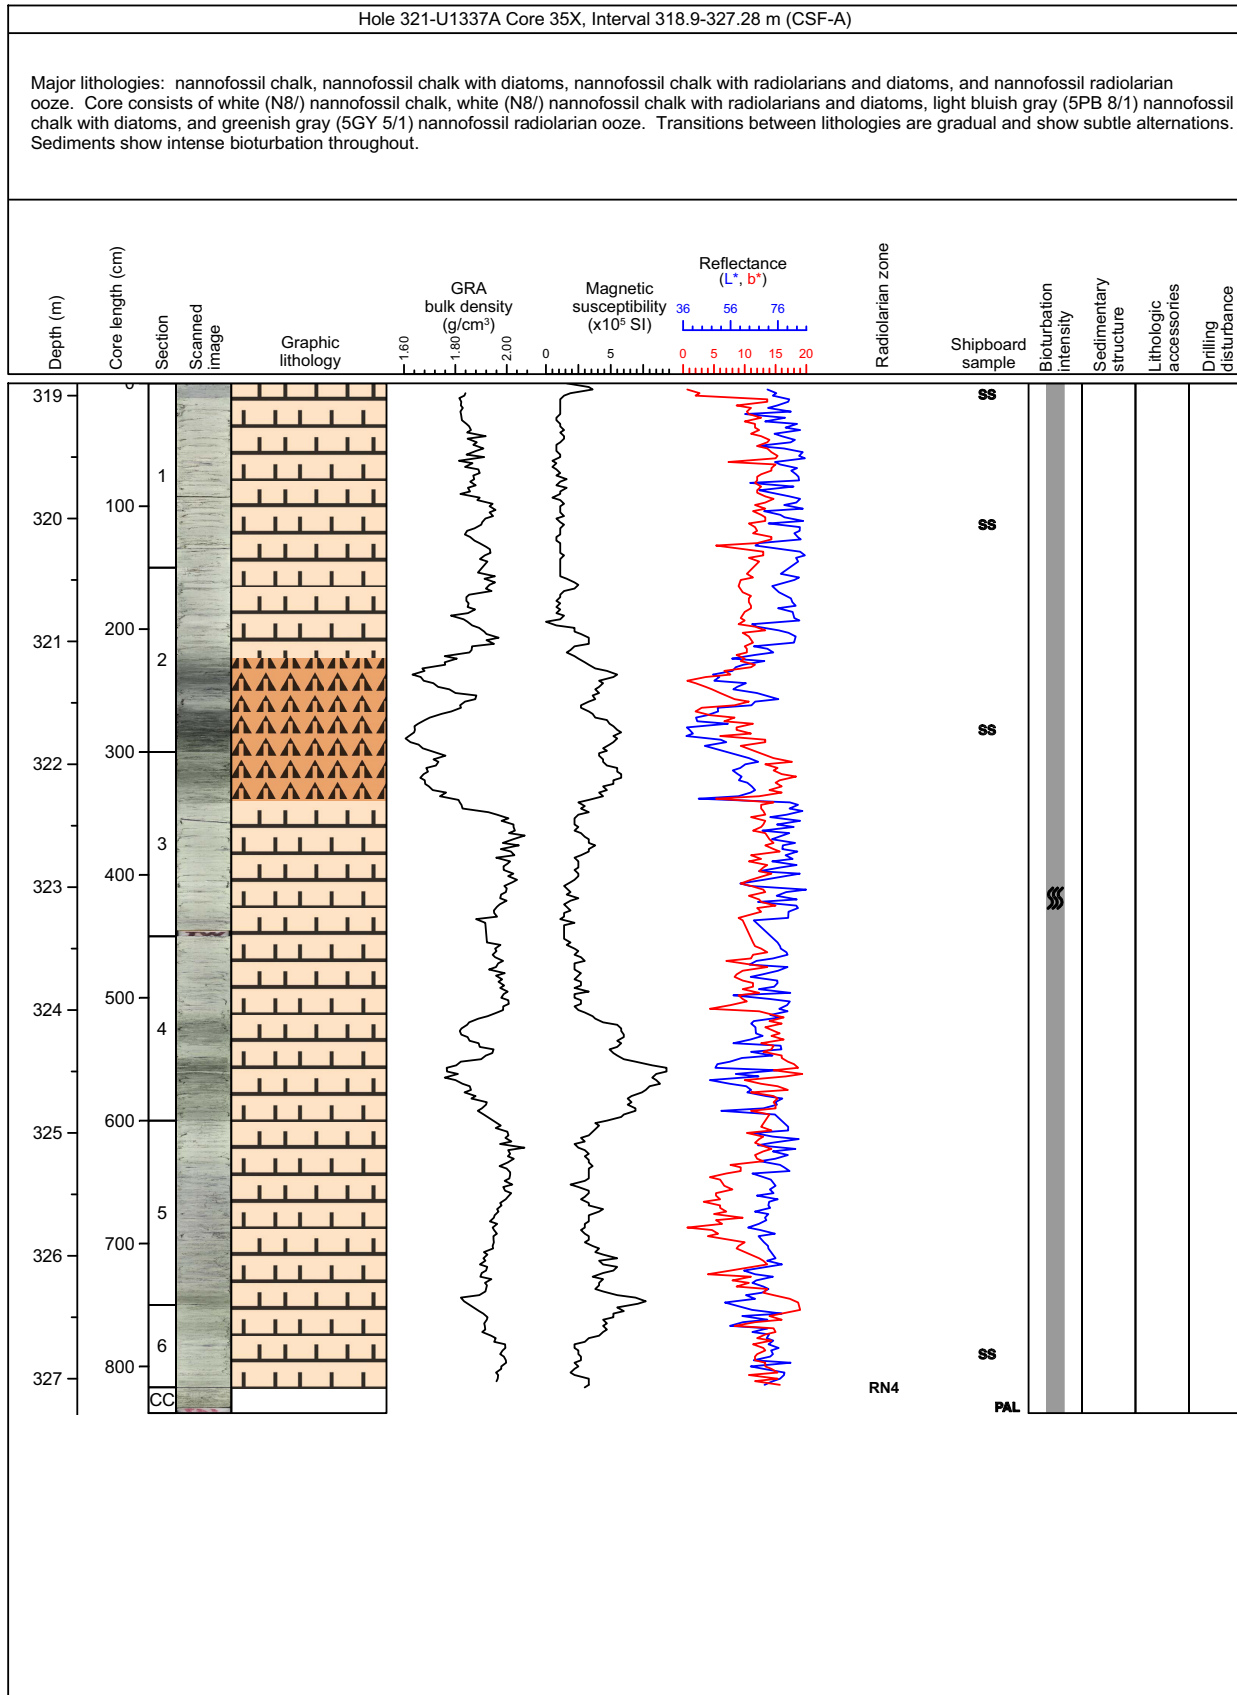 Hole 321-U1337A Core 35X, Interval 318.9-327.28 m (CSF-A)
Major lithologies: nannofossil chalk, nannofossil chalk with diatoms, nannofossil chalk with radiolarians and diatoms, and nannofossil radiolarian
ooze. Core consists of white (N8/) nannofossil chalk, white (N8/) nannofossil chalk with radiolarians and diatoms, light bluish gray (5PB 8/1) nannofossil
chalk with diatoms, and greenish gray (5GY 5/1) nannofossil radiolarian ooze. Transitions between lithologies are gradual and show subtle alternations.
Sediments show intense bioturbation throughout.
Depth (m)
Core length (cm)
Section
Scanned
image
Graphic
lithology
GRA
bulk density
(g/cm³)
1.60
1.80
2.00
Magnetic
susceptibility
(x10⁵ SI)
0 5
Reflectance
(L*, b*)
36 56 76
0 5 10 15 20
Radiolarian zone
Shipboard
sample
Bioturbation
intensity
Sedimentary
structure
Lithologic
accessories
Drilling
disturbance
0
319
SS
1
100
320
SS
200
321
2
SS
300
322
3
400
323
500
324
4
600
325
5
700
326
6
SS
800
327
RN4
CC
PAL